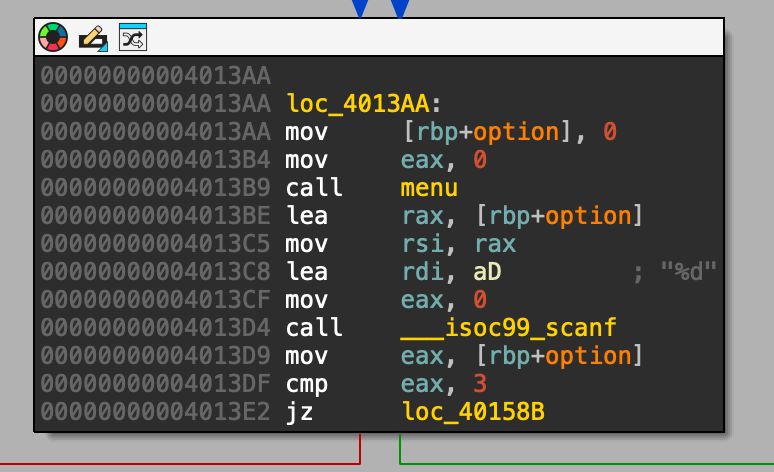 00000000004013AA
00000000004013AA loc_4013AA:
00000000004013AA mov [rbp+option], 0
00000000004013B4 mov eax, 0
00000000004013B9 call menu
00000000004013BE lea rax, [rbp+option]
00000000004013C5 mov rsi, rax
00000000004013C8 lea rdi, aD ; "%d"
00000000004013CF mov eax, 0
00000000004013D4 call ___isoc99_scanf
00000000004013D9 mov eax, [rbp+option]
00000000004013DF cmp eax, 3
00000000004013E2 jz loc_40158B